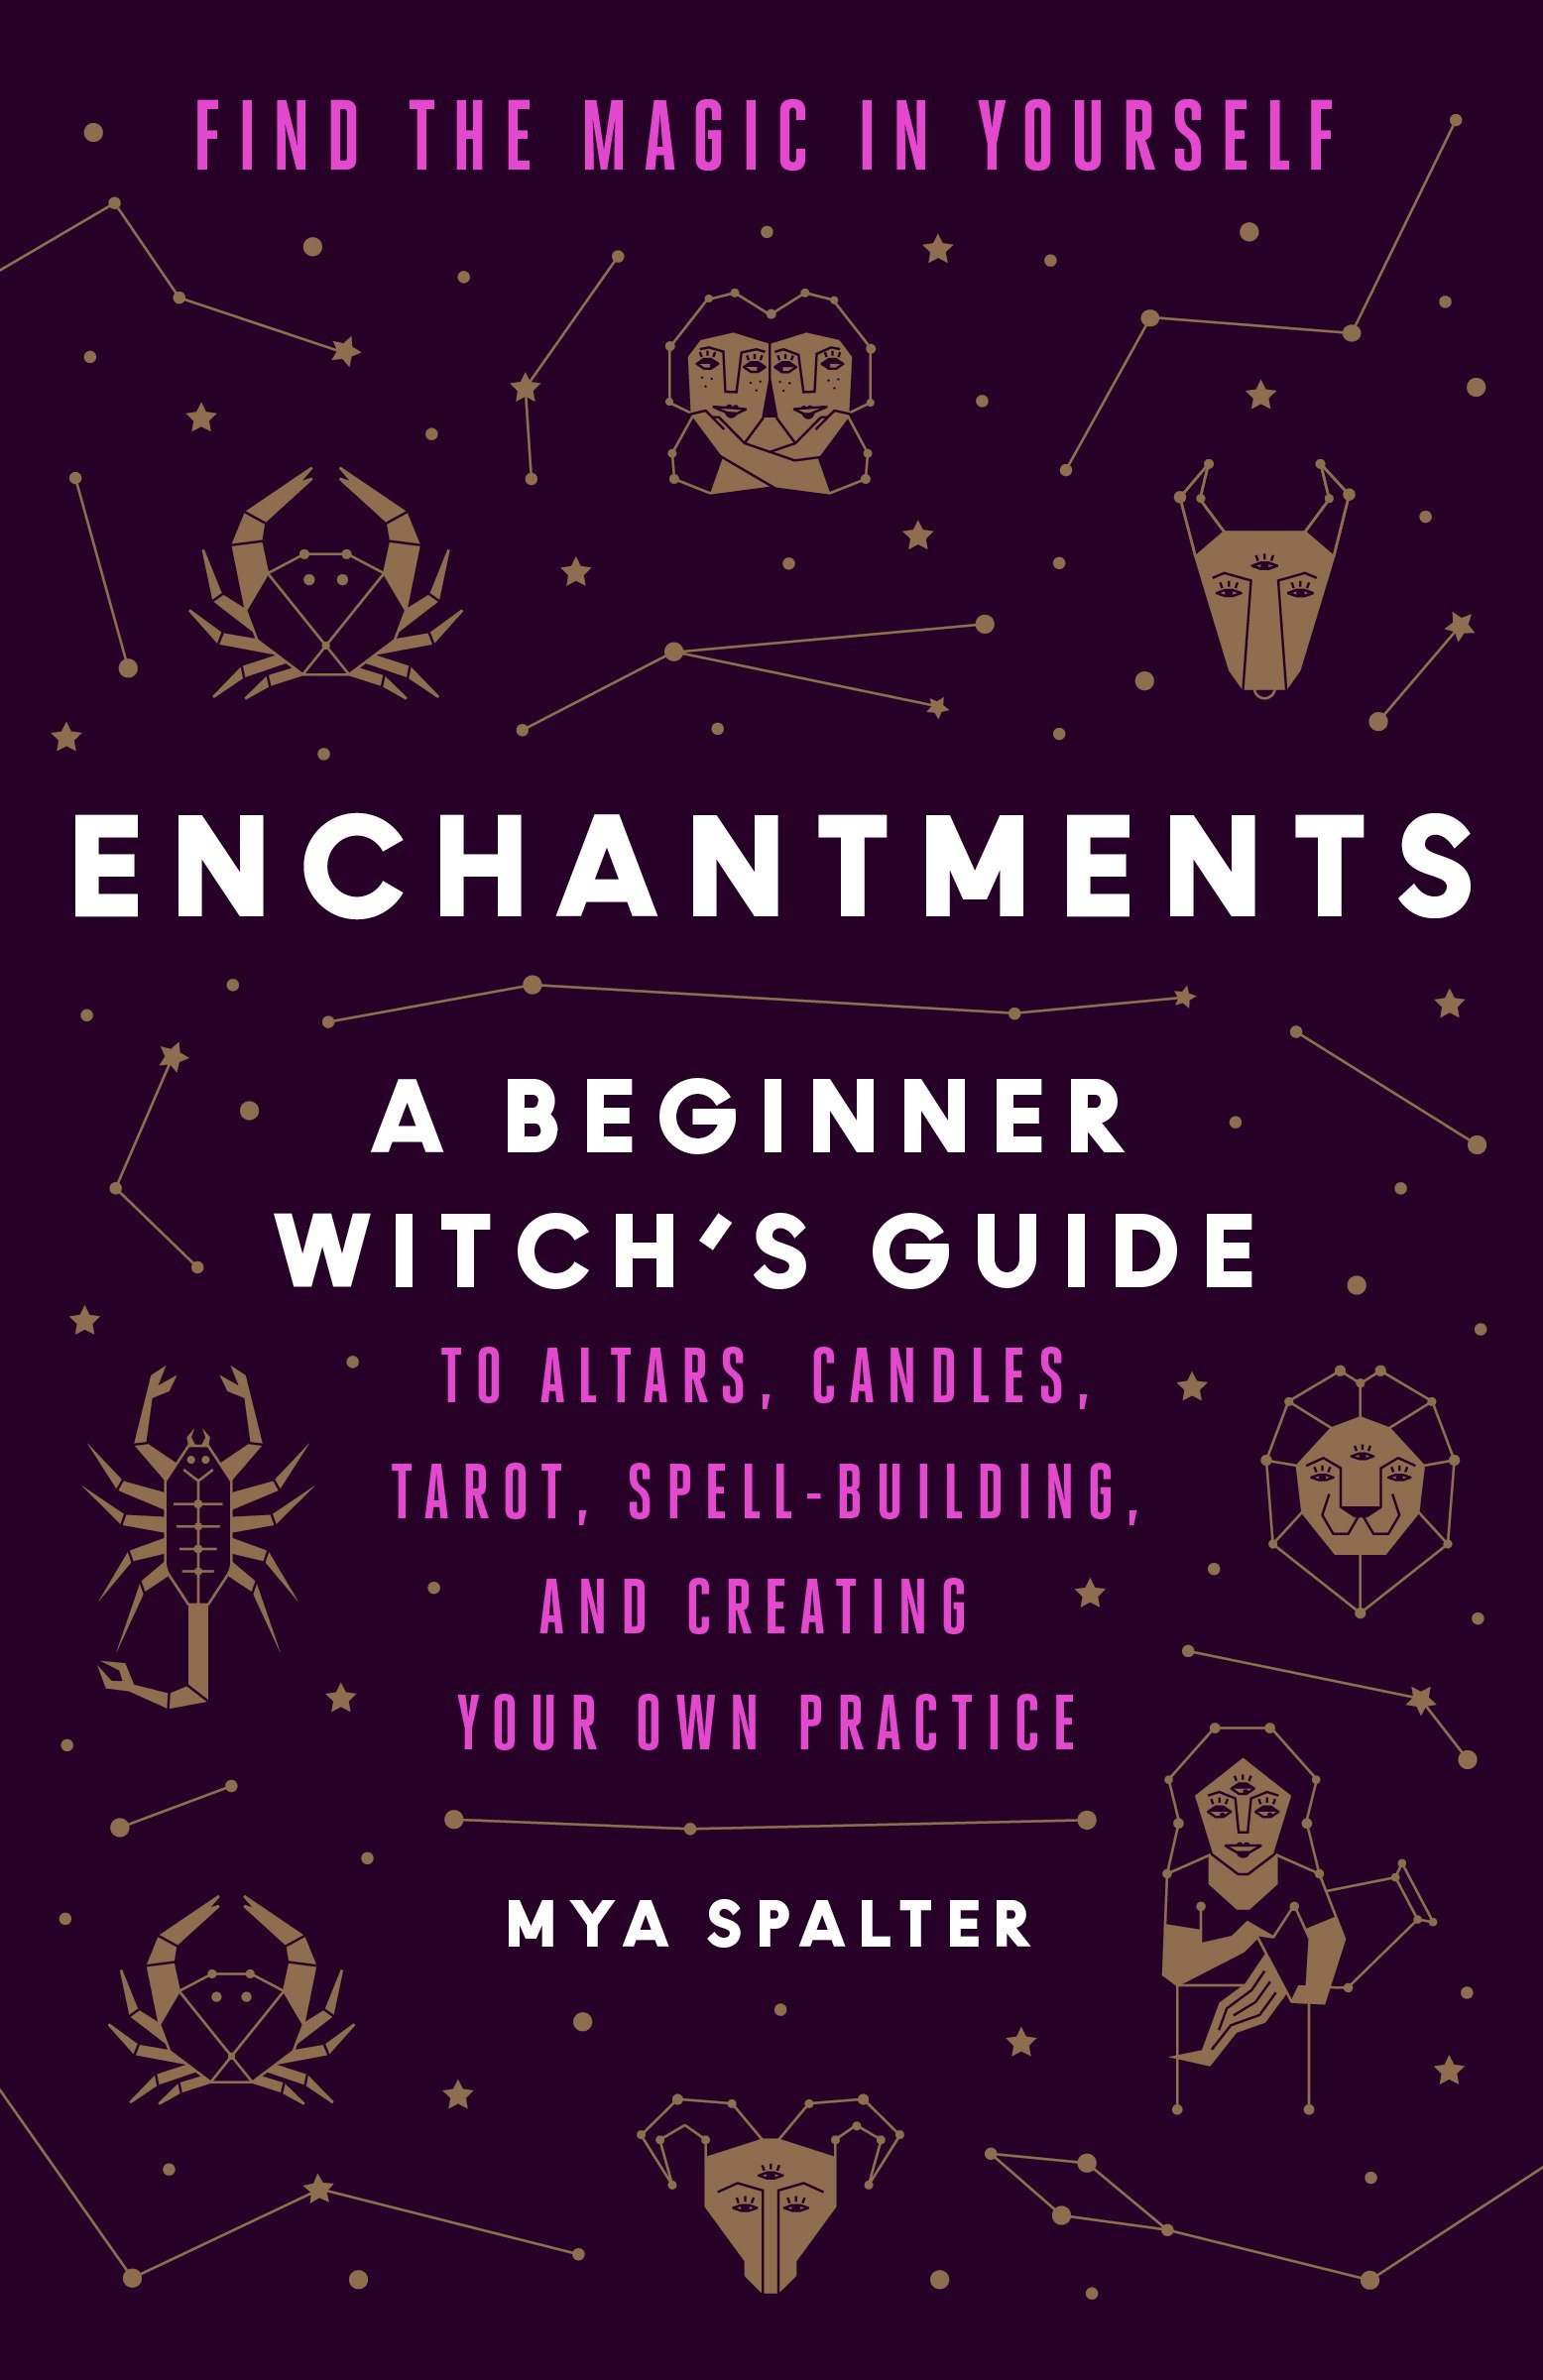 FIND THE MAGIC IN YOURSELF
ENCHANTMENTS
A BEGINNER
WITCH'S GUIDE
TO ALTARS, CANDLES,
TAROT, SPELL-BUILDING,
AND CREATING
YOUR OWN PRACTICE
MYA SPALTER